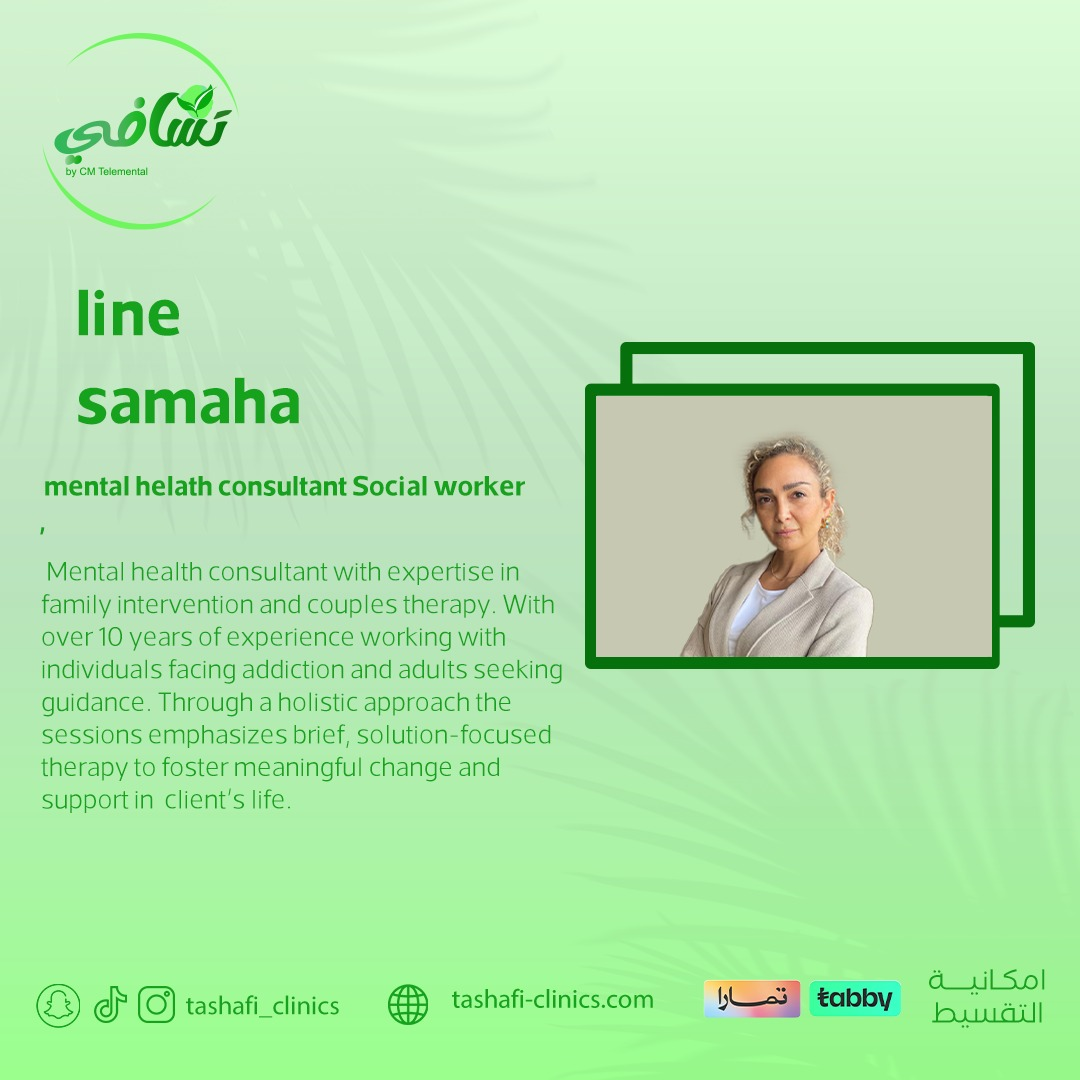 تشافي
by CM Telemental
line
samaha
mental helath consultant Social worker
,
Mental health consultant with expertise in
family intervention and couples therapy. With
over 10 years of experience working with
individuals facing addiction and adults seeking
guidance. Through a holistic approach the
sessions emphasizes brief, solution-focused
therapy to foster meaningful change and
support in client's life.
tashafi_clinics
tashafi-clinics.com
تمارا
tabby
امكانيــة
التقسيط